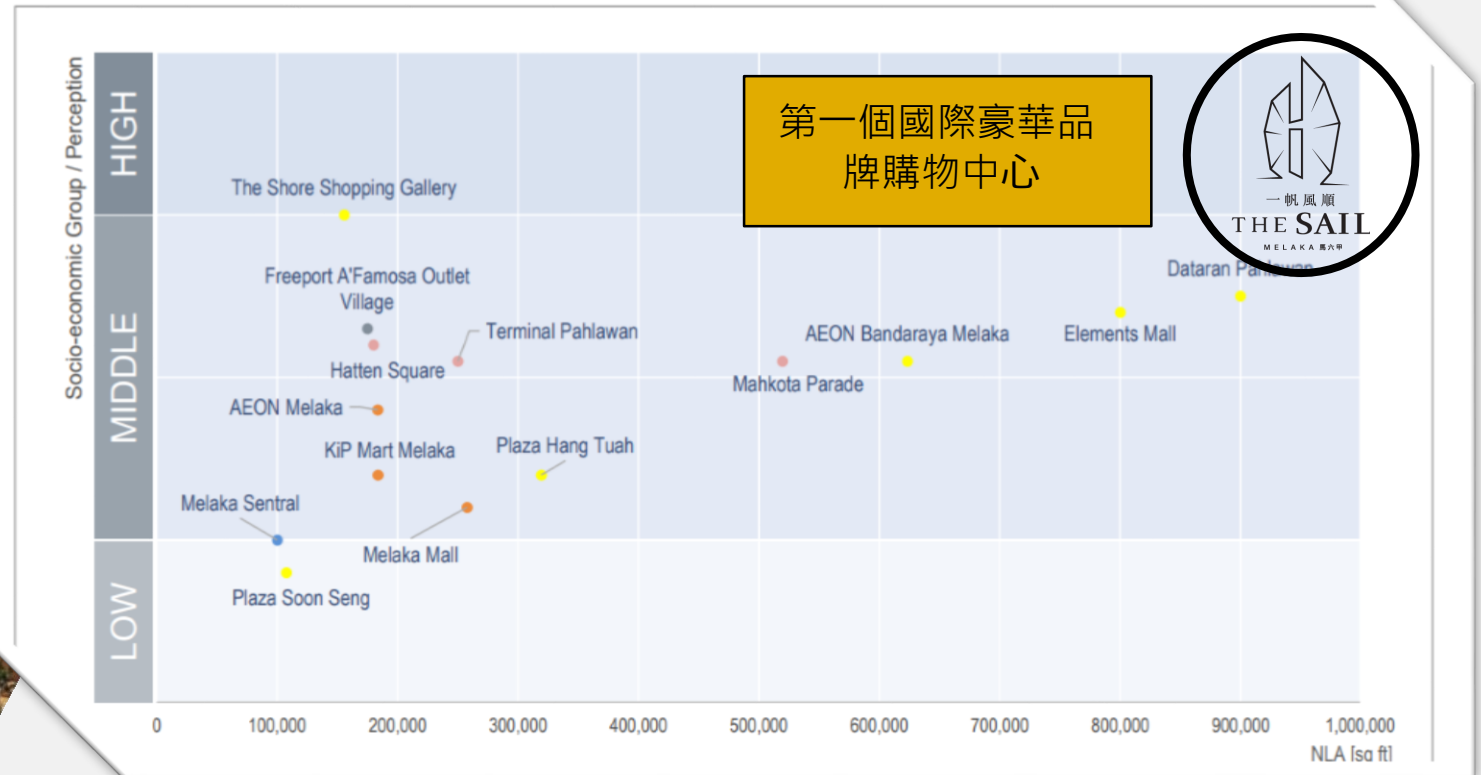 Socio-economic Group / Perception
HIGH
MIDDLE
LOW
第一個國際豪華品
牌購物中心
一帆風順
THE SAIL
MELAKA 馬六甲
The Shore Shopping Gallery
Dataran Pahlawan
Freeport A'Famosa Outlet
Village
Terminal Pahlawan
AEON Bandaraya Melaka
Elements Mall
Hatten Square
Mahkota Parade
AEON Melaka
KiP Mart Melaka
Plaza Hang Tuah
Melaka Sentral
Melaka Mall
Plaza Soon Seng
0 100,000 200,000 300,000 400,000 500,000 600,000 700,000 800,000 900,000 1,000,000
NLA [sq ft]